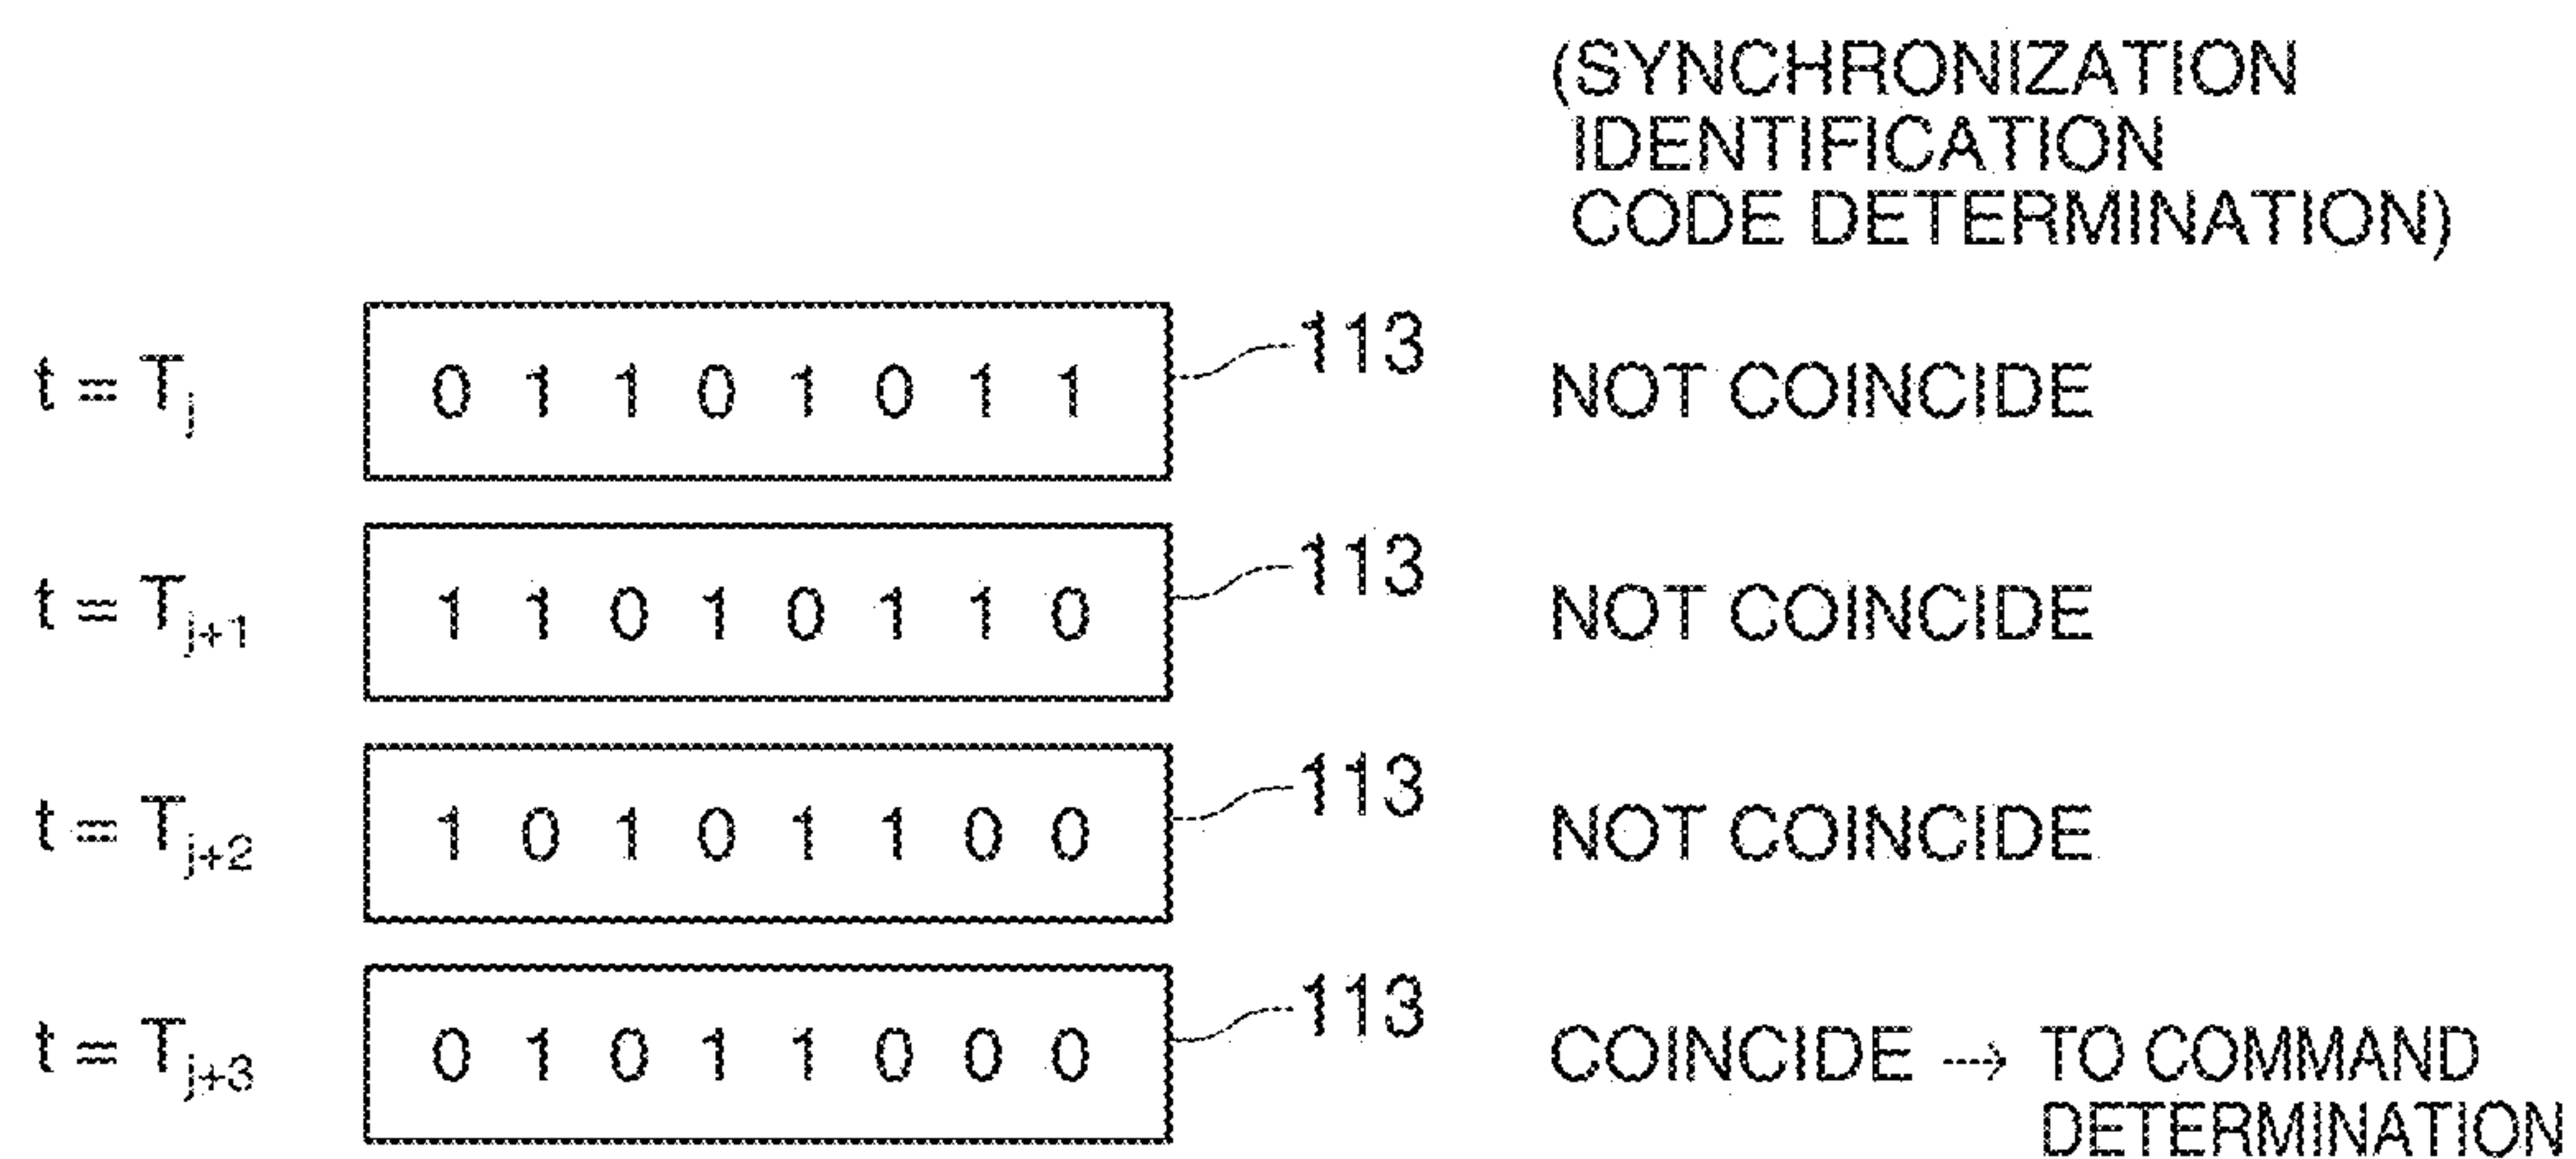 (SYNCHRONIZATION
IDENTIFICATION
CODE DETERMINATION)
t = Tj 0 1 1 0 1 0 1 1 113 NOT COINCIDE
t = Tj+1 1 1 0 1 0 1 1 0 113 NOT COINCIDE
t = Tj+2 1 0 1 0 1 1 0 0 113 NOT COINCIDE
t = Tj+3 0 1 0 1 1 0 0 0 113 COINCIDE → TO COMMAND
DETERMINATION